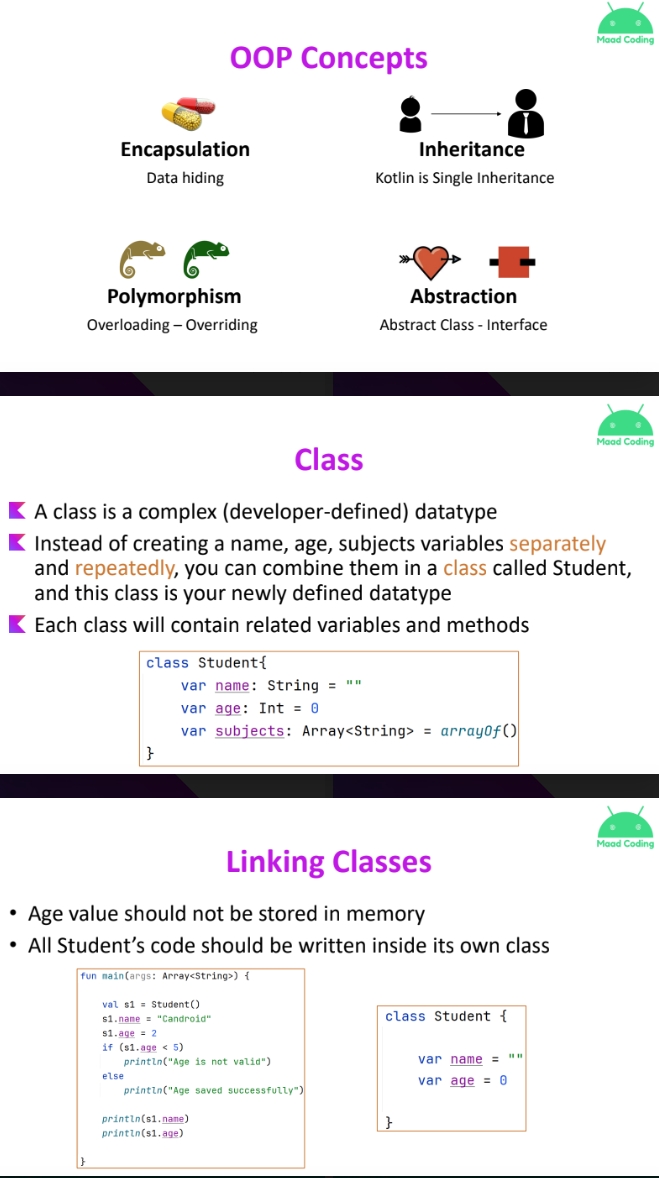 Maad Coding
OOP Concepts
Encapsulation
Data hiding
Inheritance
Kotlin is Single Inheritance
Polymorphism
Overloading – Overriding
Abstraction
Abstract Class - Interface
Maad Coding
Class
A class is a complex (developer-defined) datatype
Instead of creating a name, age, subjects variables separately
and repeatedly, you can combine them in a class called Student,
and this class is your newly defined datatype
Each class will contain related variables and methods
class Student{
    var name: String = ""
    var age: Int = 0
    var subjects: Array<String> = arrayOf()
}
Maad Coding
Linking Classes
• Age value should not be stored in memory
• All Student’s code should be written inside its own class
fun main(args: Array<String>) {
    val s1 = Student()
    s1.name = "Candroid"
    s1.age = 2
    if (s1.age < 5)
        println("Age is not valid")
    else
        println("Age saved successfully")
    println(s1.name)
    println(s1.age)
}
class Student {
    var name = ""
    var age = 0
}